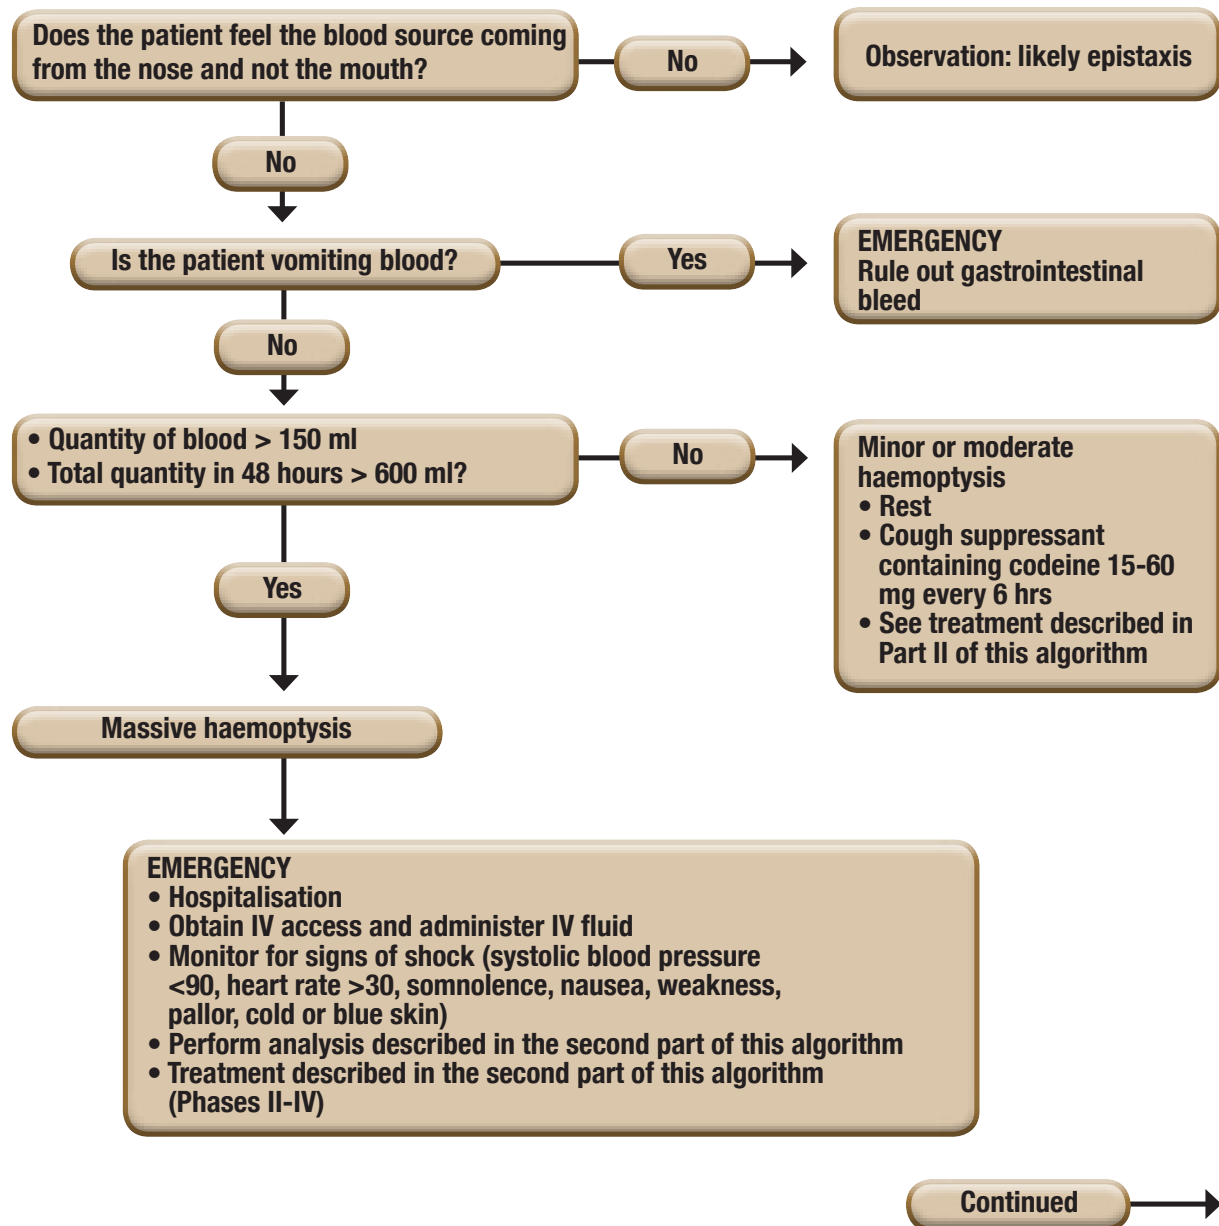 Does the patient feel the blood source coming
from the nose and not the mouth?
No
Observation: likely epistaxis
No
Is the patient vomiting blood?
Yes
EMERGENCY
Rule out gastrointestinal
bleed
No
• Quantity of blood > 150 ml
• Total quantity in 48 hours > 600 ml?
No
Minor or moderate
haemoptysis
• Rest
• Cough suppressant
containing codeine 15-60
mg every 6 hrs
• See treatment described in
Part II of this algorithm
Yes
Massive haemoptysis
EMERGENCY
• Hospitalisation
• Obtain IV access and administer IV fluid
• Monitor for signs of shock (systolic blood pressure
<90, heart rate >30, somnolence, nausea, weakness,
pallor, cold or blue skin)
• Perform analysis described in the second part of this algorithm
• Treatment described in the second part of this algorithm
(Phases II-IV)
Continued